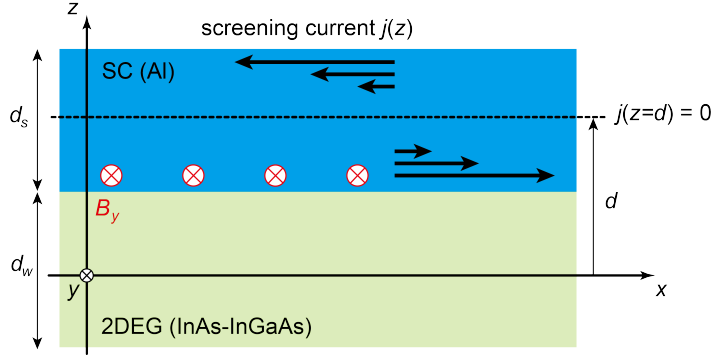 z
screening current j(z)
SC (Al)
d_s
j(z=d) = 0
B_y
d
d_w
y
x
2DEG (InAs-InGaAs)